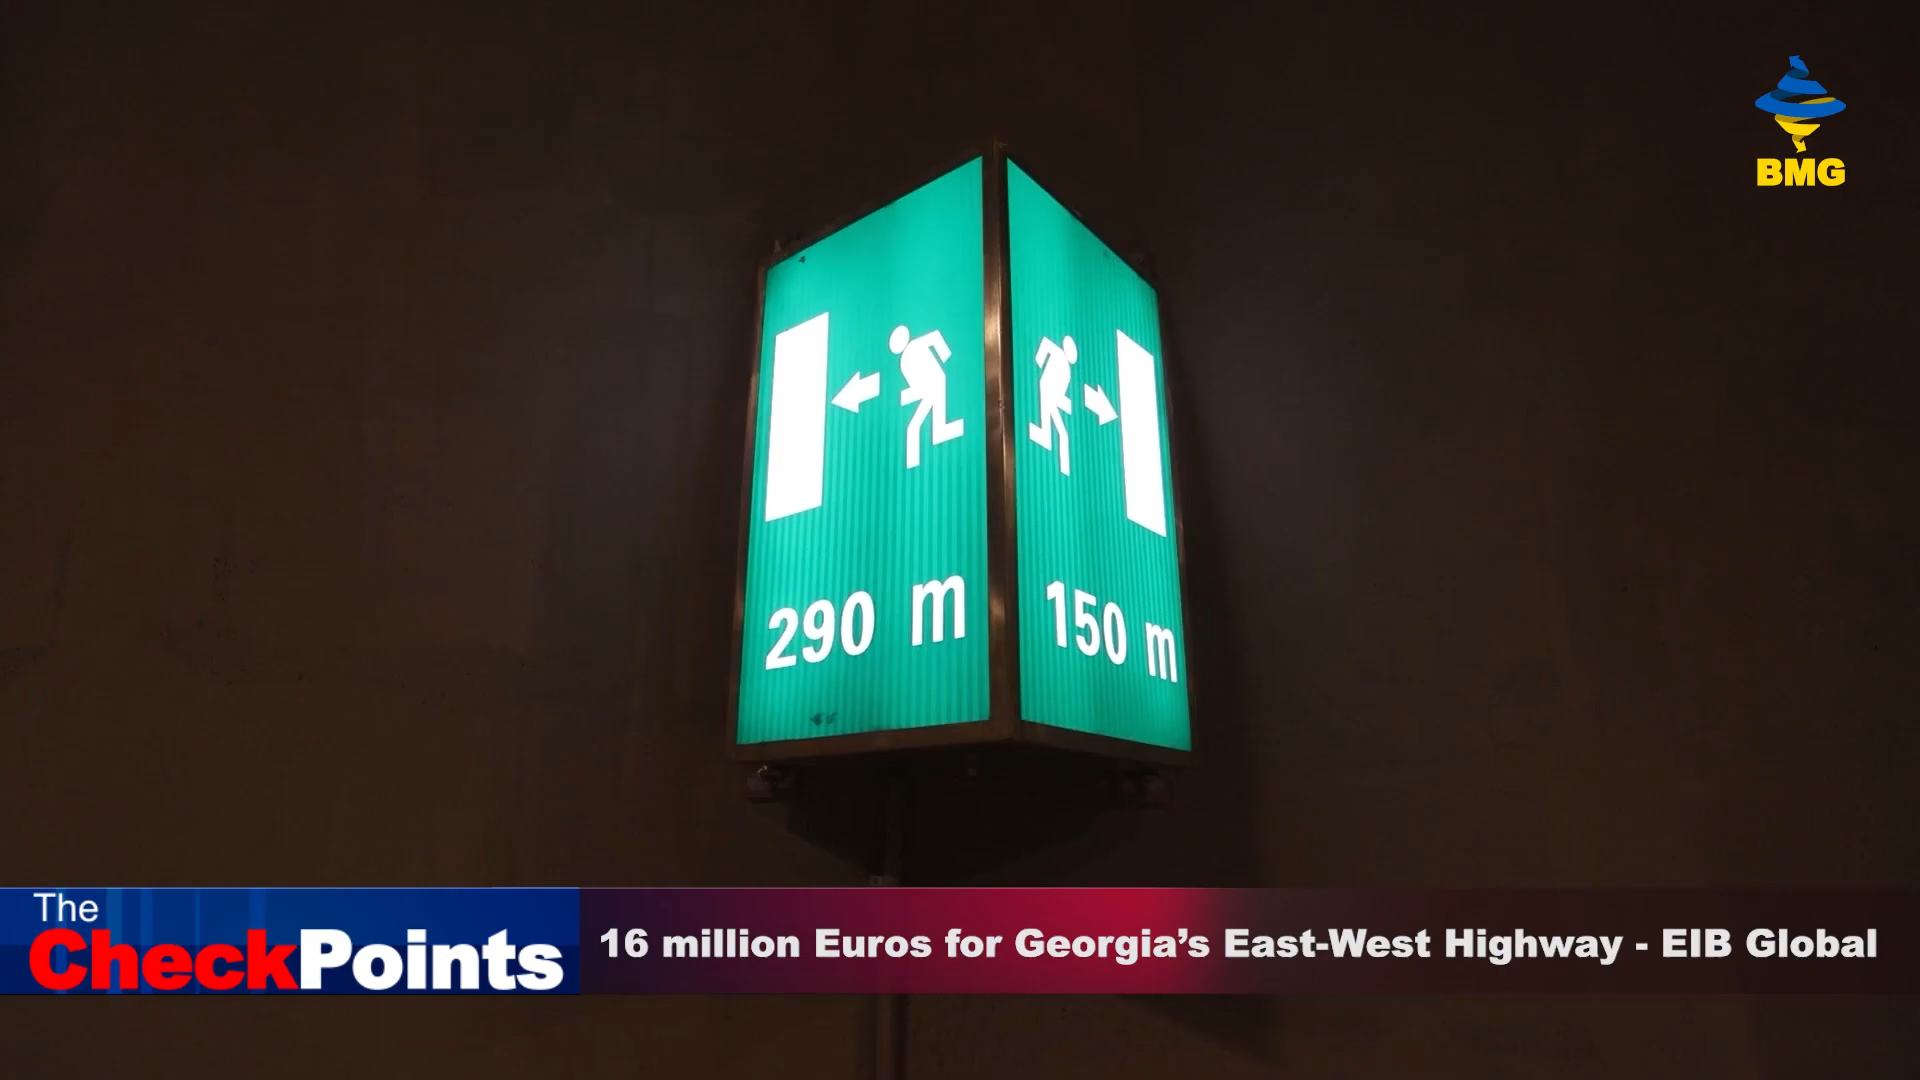 BMG
290 m
150 m
The
CheckPoints
16 million Euros for Georgia’s East-West Highway - EIB Global